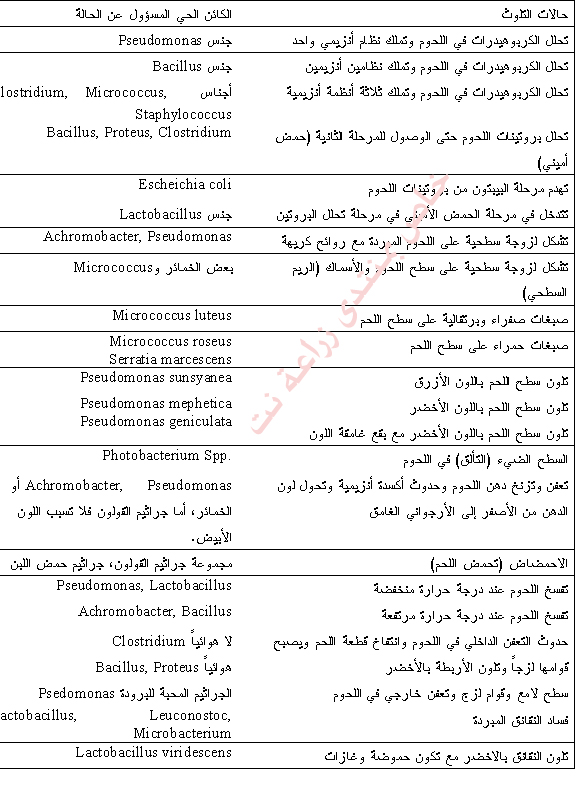 حالات التلوث الكائن الحي المسؤول عن الحالة
تحلل الكربوهيدرات في اللحوم وتملك نظام أنزيمي واحد جنس Pseudomonas
تحلل الكربوهيدرات في اللحوم وتملك نظامين أنزيمين جنس Bacillus
تحلل الكربوهيدرات في اللحوم وتملك ثلاثة أنظمة أنزيمية أجناس lostridium, Micrococcus,
Staphylococcus
تحلل بروتينات اللحوم حتى الوصول للمرحلة الثانية (حمض Bacillus, Proteus, Clostridium
أميني)
تهدم مرحلة الببتون من بروتينات اللحوم Escheichia coli
تتدخل في مرحلة الحمض الأميني في مرحلة تحلل البروتين جنس Lactobacillus
تشكل لزوجة سطحية على اللحوم المبردة مع روائح كريهة Achromobacter, Pseudomonas
تشكل لزوجة سطحية على سطح اللحوم والأسماك (الريم بعض الخمائر وMicrococcus
السطحي)
صبغات صفراء وبرتقالية على سطح اللحم Micrococcus luteus
صبغات حمراء على سطح اللحم Micrococcus roseus
Serratia marcescens
تلون سطح اللحم باللون الأزرق Pseudomonas sunsyanea
تلون سطح اللحم باللون الأخضر Pseudomonas mephetica
تلون سطح اللحم باللون الأخضر مع بقع غامقة اللون Pseudomonas geniculata
السطح الضيء (التألق) في اللحوم Photobacterium Spp.
تعفن وتزنخ دهن اللحوم وحدوث أكسدة أنزيمية وتحول لون Achromobacter, Pseudomonas أو
الدهن من الأصفر إلى الأرجواني الغامق الخمائر، أما جراثيم القولون فلا تسبب اللون
الأبيض.
الاحمضاض (تحمض اللحم) مجموعة جراثيم القولون، جراثيم حمض اللبن
تفسخ اللحوم عند درجة حرارة منخفضة Pseudomonas, Lactobacillus
تفسخ اللحوم عند درجة حرارة مرتفعة Achromobacter, Bacillus
حدوث التعفن الداخلي في اللحوم وانتفاخ قطعة اللحم ويصبح لا هوائياً Clostridium
قوامها لزجاً وتلون الأربطة بالأخضر هوائياً Bacillus, Proteus
سطح لامع وقوام لزج وتعفن خارجي في اللحوم الجراثيم المحبة للبرودة Psedomonas
فساد النقانق المبردة actobacillus, Leuconostoc,
Microbacterium
تلون النقانق بالاخضر مع تكون حموضة وغازات Lactobacillus viridescens
خاص بمنتدى زراعة نت